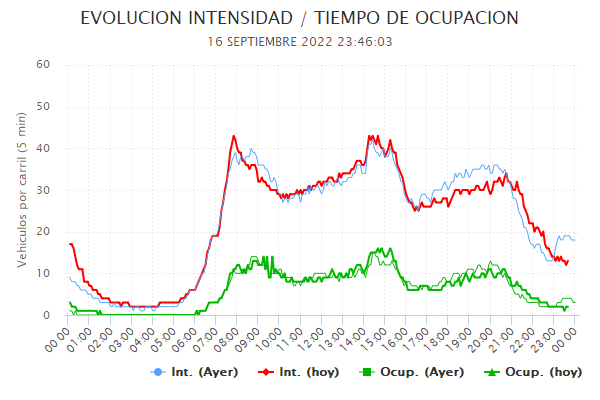 EVOLUCION INTENSIDAD / TIEMPO DE OCUPACION
16 SEPTIEMBRE 2022 23:46:03
Vehiculos por carril (5 min)
60
50
40
30
20
10
0
00:00 01:00 02:00 03:00 04:00 05:00 06:00 07:00 08:00 09:00 10:00 11:00 12:00 13:00 14:00 15:00 16:00 17:00 18:00 19:00 20:00 21:00 22:00 23:00 00:00
Int. (Ayer) Int. (hoy) Ocup. (Ayer) Ocup. (hoy)